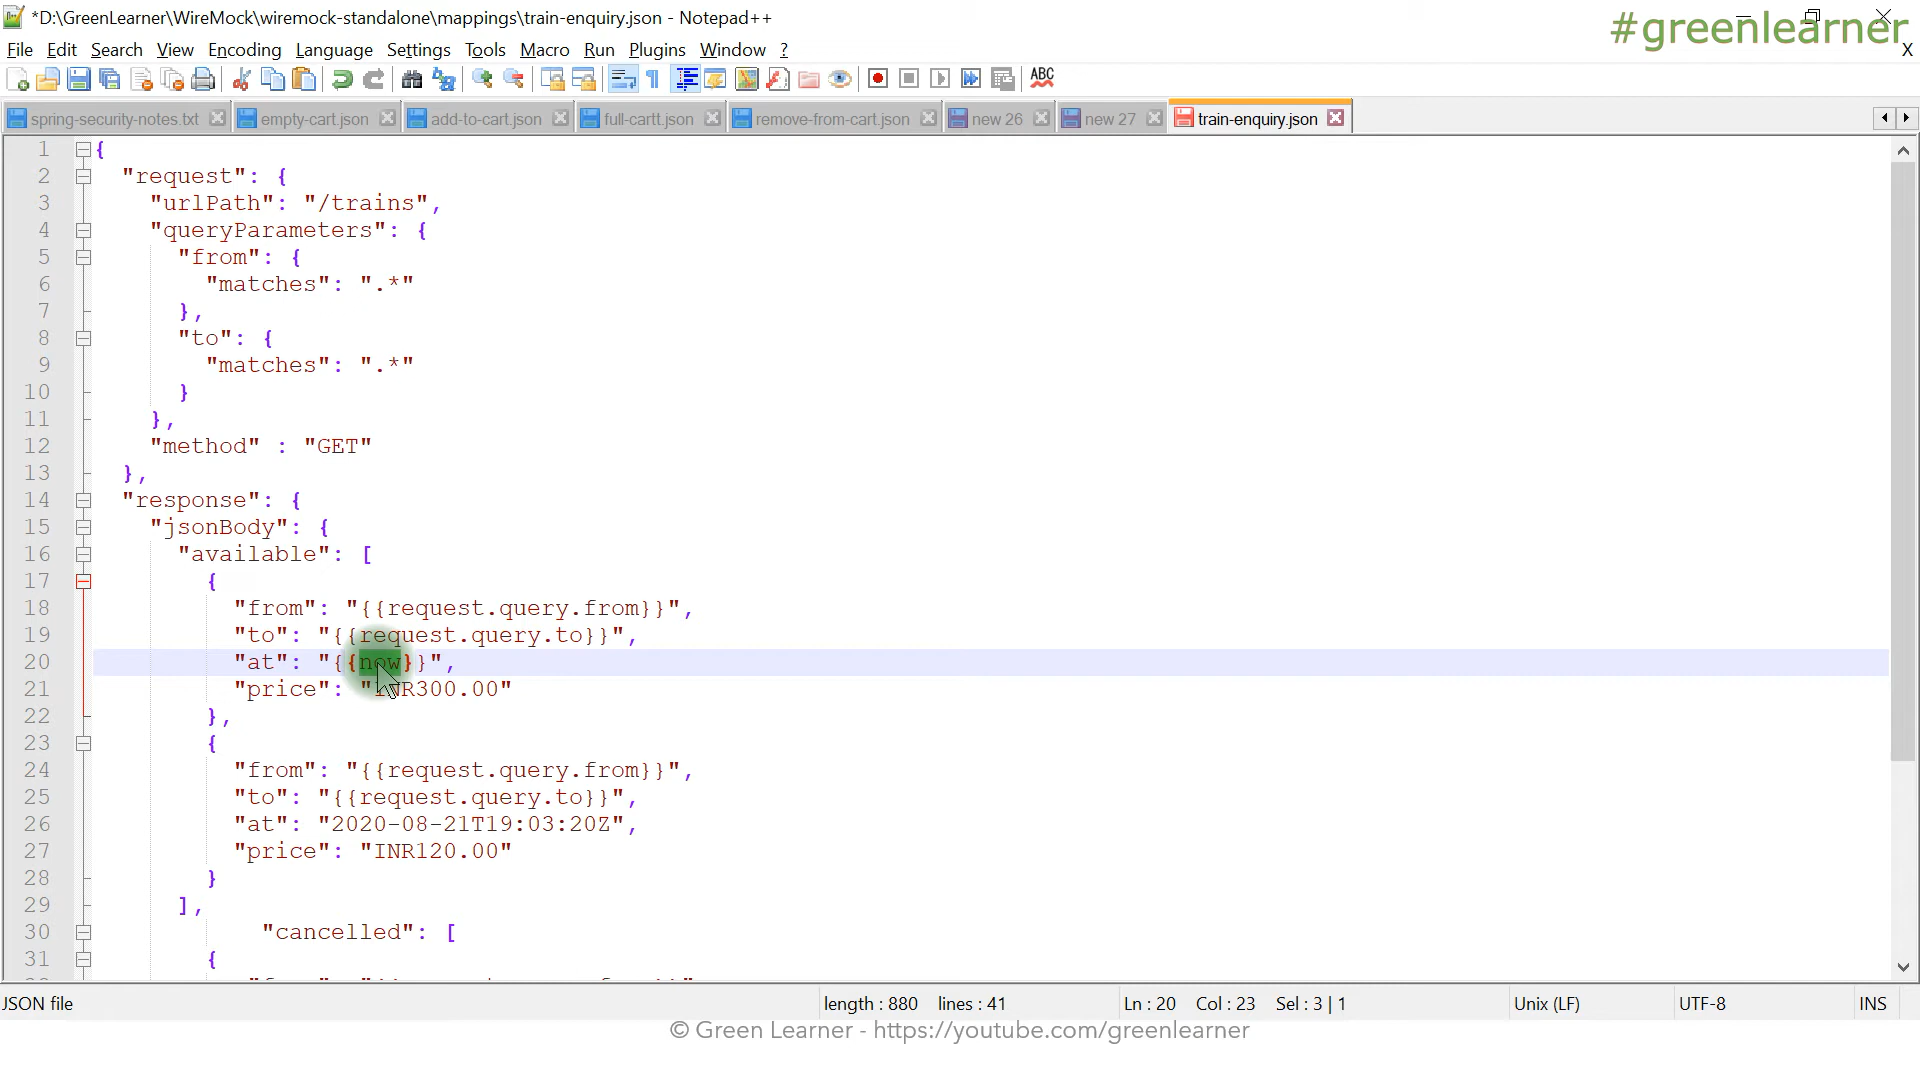 *D:\GreenLearner\WireMock\wiremock-standalone\mappings\train-enquiry.json - Notepad++
#greenlearner
File Edit Search View Encoding Language Settings Tools Macro Run Plugins Window ? X
ABC
spring-security-notes.txt empty-cart.json add-to-cart.json full-cartt.json remove-from-cart.json new 26 new 27 train-enquiry.json
1 {
2 "request": {
3 "urlPath": "/trains",
4 "queryParameters": {
5 "from": {
6 "matches": ".*"
7 },
8 "to": {
9 "matches": ".*"
10 }
11 },
12 "method" : "GET"
13 },
14 "response": {
15 "jsonBody": {
16 "available": [
17 {
18 "from": "{{request.query.from}}",
19 "to": "{{request.query.to}}",
20 "at": "{{now}}",
21 "price": "INR300.00"
22 },
23 {
24 "from": "{{request.query.from}}",
25 "to": "{{request.query.to}}",
26 "at": "2020-08-21T19:03:20Z",
27 "price": "INR120.00"
28 }
29 ],
30 "cancelled": [
31 {
JSON file length : 880 lines : 41 Ln : 20 Col : 23 Sel : 3 | 1 Unix (LF) UTF-8 INS
© Green Learner - https://youtube.com/greenlearner